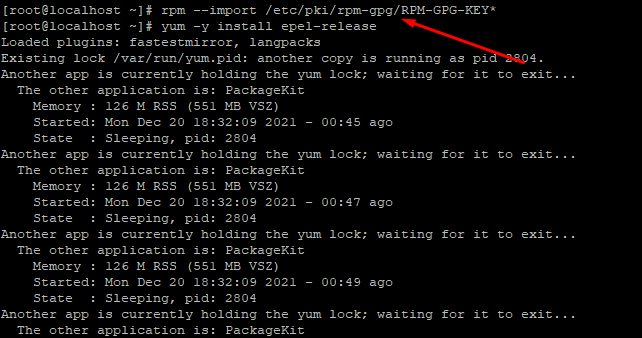 [root@localhost ~]# rpm --import /etc/pki/rpm-gpg/RPM-GPG-KEY*
[root@localhost ~]# yum -y install epel-release
Loaded plugins: fastestmirror, langpacks
Existing lock /var/run/yum.pid: another copy is running as pid 2804.
Another app is currently holding the yum lock; waiting for it to exit...
  The other application is: PackageKit
    Memory : 126 M RSS (551 MB VSZ)
    Started: Mon Dec 20 18:32:09 2021 - 00:45 ago
    State  : Sleeping, pid: 2804
Another app is currently holding the yum lock; waiting for it to exit...
  The other application is: PackageKit
    Memory : 126 M RSS (551 MB VSZ)
    Started: Mon Dec 20 18:32:09 2021 - 00:47 ago
    State  : Sleeping, pid: 2804
Another app is currently holding the yum lock; waiting for it to exit...
  The other application is: PackageKit
    Memory : 126 M RSS (551 MB VSZ)
    Started: Mon Dec 20 18:32:09 2021 - 00:49 ago
    State  : Sleeping, pid: 2804
Another app is currently holding the yum lock; waiting for it to exit...
  The other application is: PackageKit